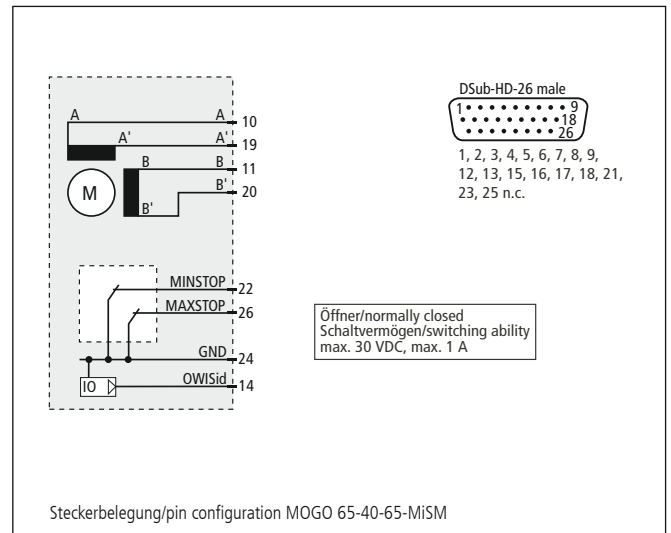 DSub-HD-26 male
1 9
18
26
1, 2, 3, 4, 5, 6, 7, 8, 9,
12, 13, 15, 16, 17, 18, 21,
23, 25 n.c.
A A 10
A' A' 19
B B 11
M B' 20
B'
MINSTOP 22
MAXSTOP 26
GND 24
IO OWISid 14
Öffner/normally closed
Schaltvermögen/switching ability
max. 30 VDC, max. 1 A
Steckerbelegung/pin configuration MOGO 65-40-65-MiSM